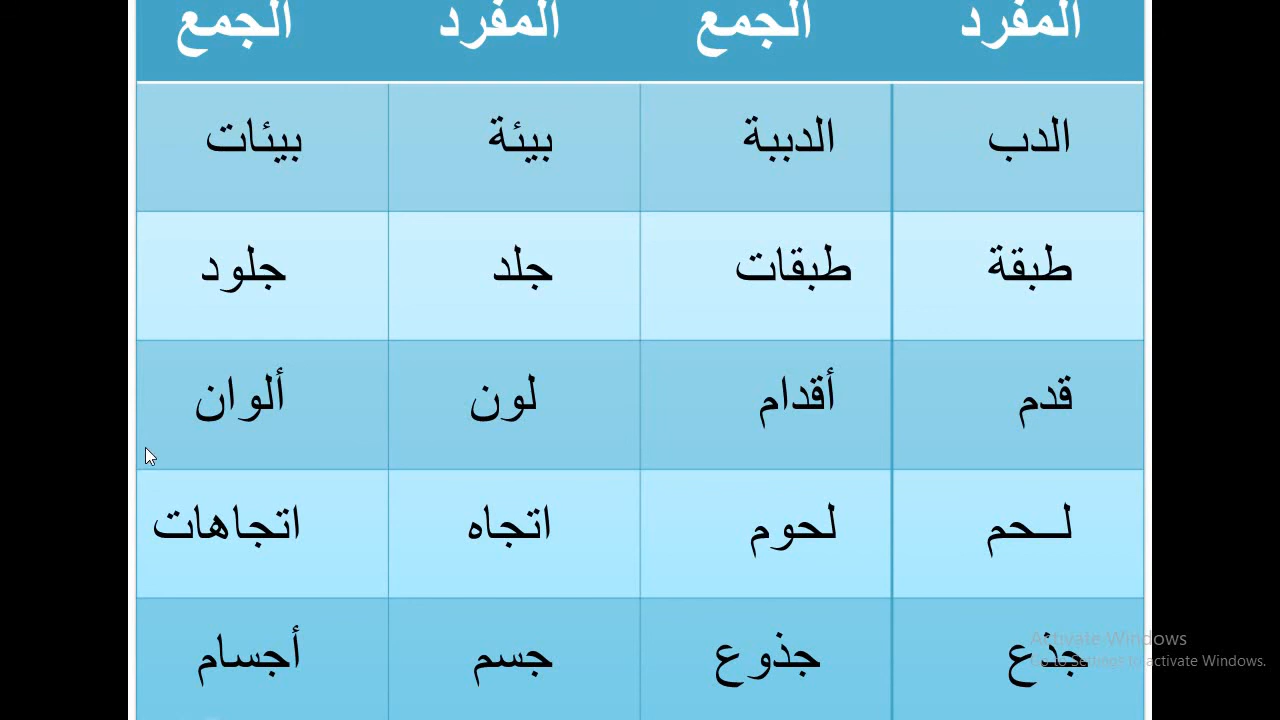 المفرد الجمع المفرد الجمع
الدب الدببة بيئة بيئات
طبقة طبقات جلد جلود
قدم أقدام لون ألوان
لــحم لحوم اتجاه اتجاهات
جذع جذوع جسم أجسام
Activate Windows
Go to Settings to activate Windows.